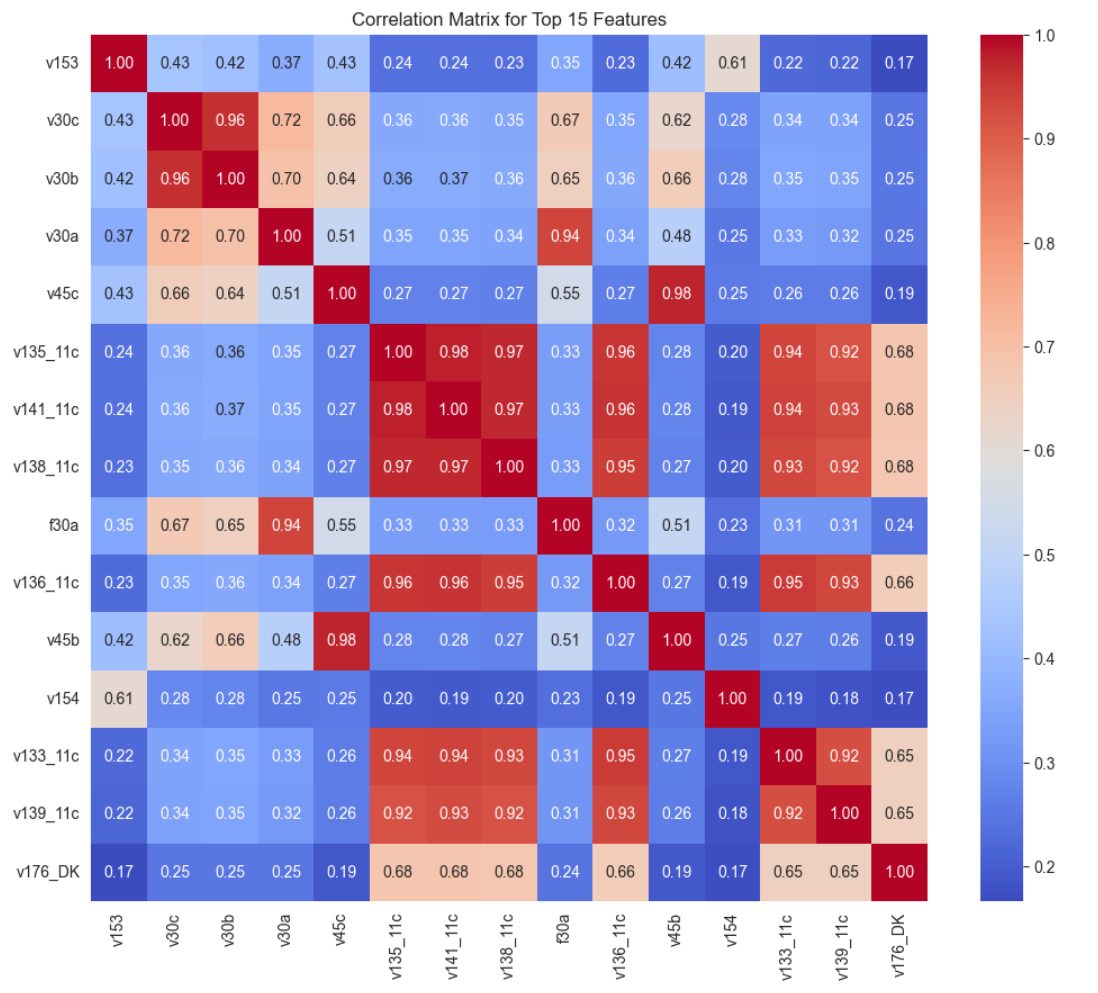 Correlation Matrix for Top 15 Features
v153 1.00 0.43 0.42 0.37 0.43 0.24 0.24 0.23 0.35 0.23 0.42 0.61 0.22 0.22 0.17
v30c 0.43 1.00 0.96 0.72 0.66 0.36 0.36 0.35 0.67 0.35 0.62 0.28 0.34 0.34 0.25
v30b 0.42 0.96 1.00 0.70 0.64 0.36 0.37 0.36 0.65 0.36 0.66 0.28 0.35 0.35 0.25
v30a 0.37 0.72 0.70 1.00 0.51 0.35 0.35 0.34 0.94 0.34 0.48 0.25 0.33 0.32 0.25
v45c 0.43 0.66 0.64 0.51 1.00 0.27 0.27 0.27 0.55 0.27 0.98 0.25 0.26 0.26 0.19
v135_11c 0.24 0.36 0.36 0.35 0.27 1.00 0.98 0.97 0.33 0.96 0.28 0.20 0.94 0.92 0.68
v141_11c 0.24 0.36 0.37 0.35 0.27 0.98 1.00 0.97 0.33 0.96 0.28 0.19 0.94 0.93 0.68
v138_11c 0.23 0.35 0.36 0.34 0.27 0.97 0.97 1.00 0.33 0.95 0.27 0.20 0.93 0.92 0.68
f30a 0.35 0.67 0.65 0.94 0.55 0.33 0.33 0.33 1.00 0.32 0.51 0.23 0.31 0.31 0.24
v136_11c 0.23 0.35 0.36 0.34 0.27 0.96 0.96 0.95 0.32 1.00 0.27 0.19 0.95 0.93 0.66
v45b 0.42 0.62 0.66 0.48 0.98 0.28 0.28 0.27 0.51 0.27 1.00 0.25 0.27 0.26 0.19
v154 0.61 0.28 0.28 0.25 0.25 0.20 0.19 0.20 0.23 0.19 0.25 1.00 0.19 0.18 0.17
v133_11c 0.22 0.34 0.35 0.33 0.26 0.94 0.94 0.93 0.31 0.95 0.27 0.19 1.00 0.92 0.65
v139_11c 0.22 0.34 0.35 0.32 0.26 0.92 0.93 0.92 0.31 0.93 0.26 0.18 0.92 1.00 0.65
v176_DK 0.17 0.25 0.25 0.25 0.19 0.68 0.68 0.68 0.24 0.66 0.19 0.17 0.65 0.65 1.00
v153 v30c v30b v30a v45c v135_11c v141_11c v138_11c f30a v136_11c v45b v154 v133_11c v139_11c v176_DK
1.0
0.9
0.8
0.7
0.6
0.5
0.4
0.3
0.2